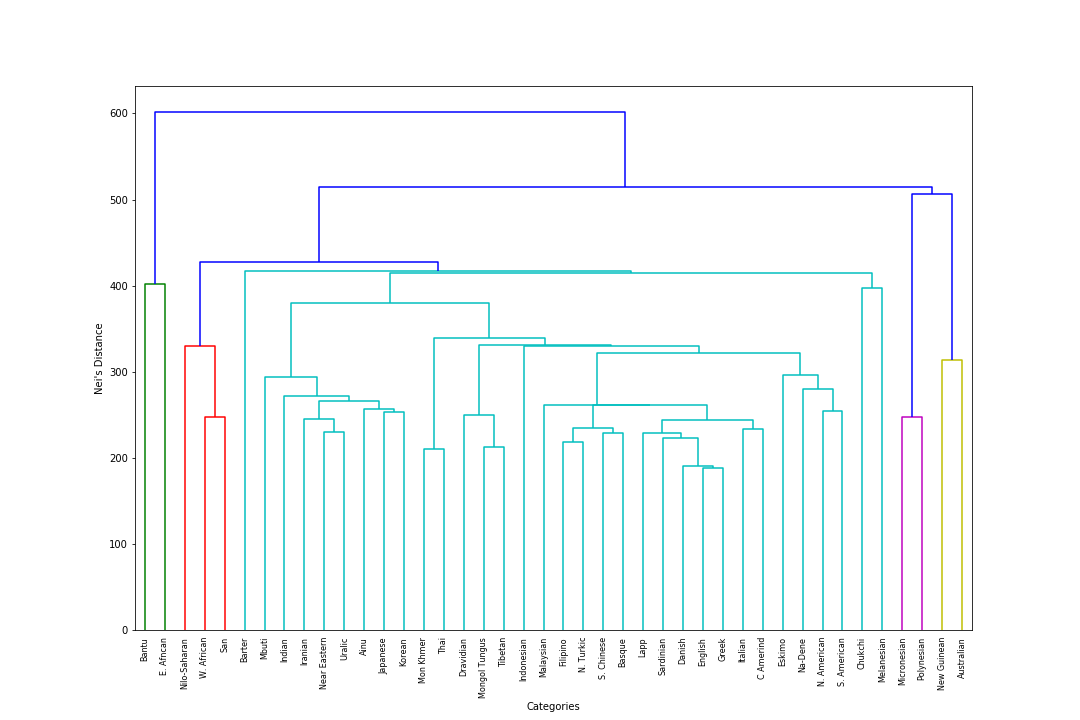 600
500
400
300
200
100
0
Nei's Distance
Bantu
E. Afncan
Nilo-Saharan
W. African
San
Barter
Mbuti
Indian
Iranian
Near Eastern
Uralic
Ainu
Japanese
Korean
Mon Khmer
Thai
Dravidian
Mongol Tungus
Tibetan
Indonesian
Malaysian
Filipino
N. Turkic
S. Chinese
Basque
Lapp
Sardinian
Danish
English
Greek
Italian
C Amerind
Eskimo
Na-Dene
N. American
S. American
Chukchi
Melanesian
Micronesian
Polynesian
New Guinean
Australian
Categories